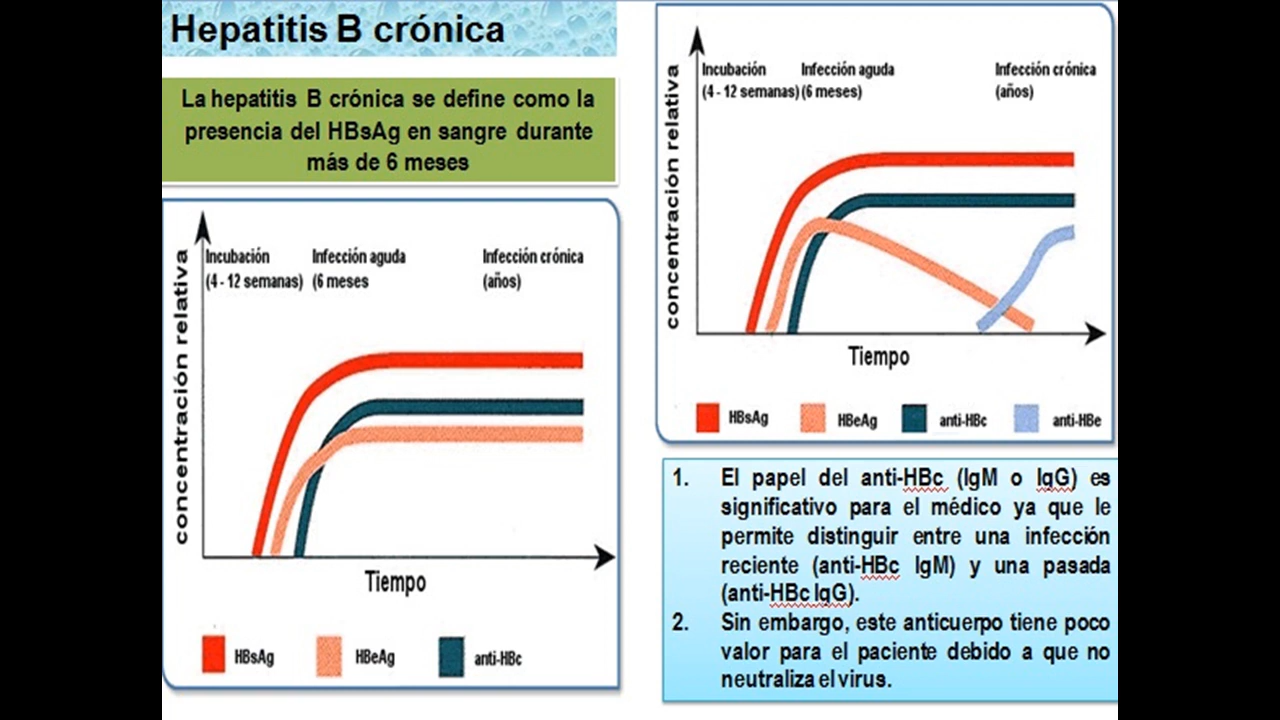 Hepatitis B crónica
La hepatitis B crónica se define como la
presencia del HBsAg en sangre durante
más de 6 meses
concentración relativa
Incubación
(4 - 12 semanas)
Infección aguda
(6 meses
Infección crónica
(años)
Tiempo
HBsAg
HBeAg
anti-HBc
concentración relativa
Incubación
(4 - 12 semanas)
Infección aguda
(6 meses)
Infección crónica
(años)
Tiempo
HBsAg
HBeAg
anti-HBc
anti-HBe
1. El papel del anti-HBc (IgM o IgG) es
significativo para el médico ya que le
permite distinguir entre una infección
reciente (anti-HBc IgM) y una pasada
(anti-HBc IgG).
2. Sin embargo, este anticuerpo tiene poco
valor para el paciente debido a que no
neutraliza el virus.